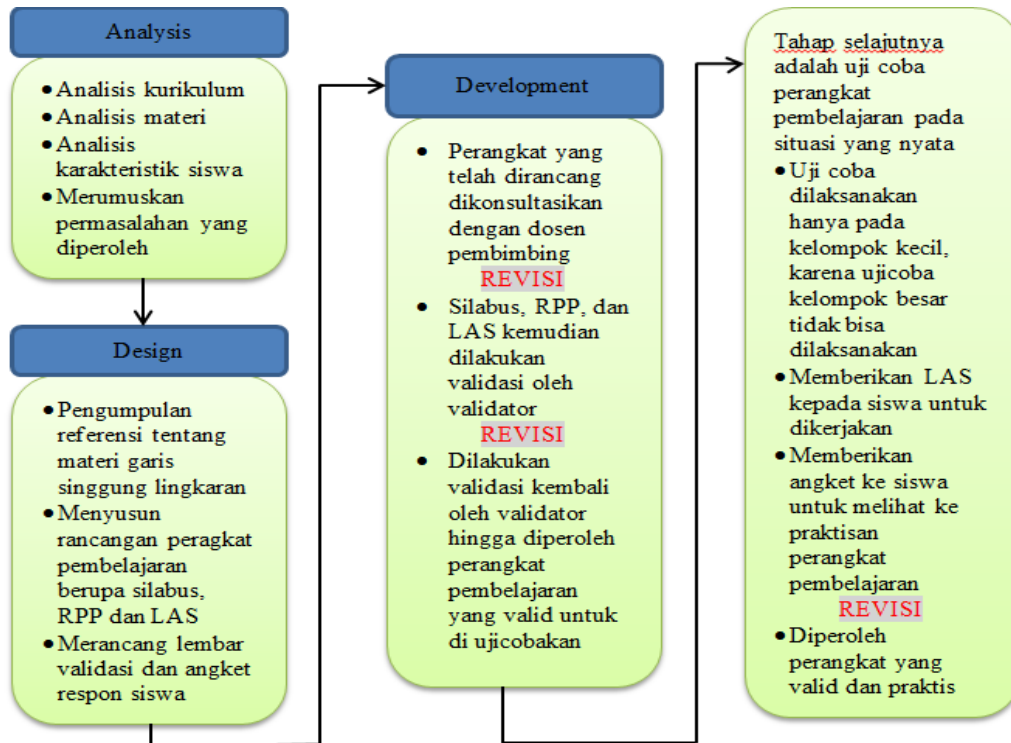 Analysis
• Analisis kurikulum
• Analisis materi
• Analisis
karakteristik siswa
• Merumuskan
permasalahan yang
diperoleh
Design
• Pengumpulan
referensi tentang
materi garis
singgung lingkaran
• Menyusun
rancangan peragkat
pembelajaran
berupa silabus,
RPP dan LAS
• Merancang lembar
validasi dan angket
respon siswa
Development
• Perangkat yang
telah dirancang
dikonsultasikan
dengan dosen
pembimbing
REVISI
• Silabus, RPP, dan
LAS kemudian
dilakukan
validasi oleh
validator
REVISI
• Dilakukan
validasi kembali
oleh validator
hingga diperoleh
perangkat
pembelajaran
yang valid untuk
di ujicobakan
Tahap selajutnya
adalah uji coba
perangkat
pembelajaran pada
situasi yang nyata
• Uji coba
dilaksanakan
hanya pada
kelompok kecil,
karena ujicoba
kelompok besar
tidak bisa
dilaksanakan
• Memberikan LAS
kepada siswa untuk
dikerjakan
• Memberikan
angket ke siswa
untuk melihat ke
praktisan
perangkat
pembelajaran
REVISI
• Diperoleh
perangkat yang
valid dan praktis